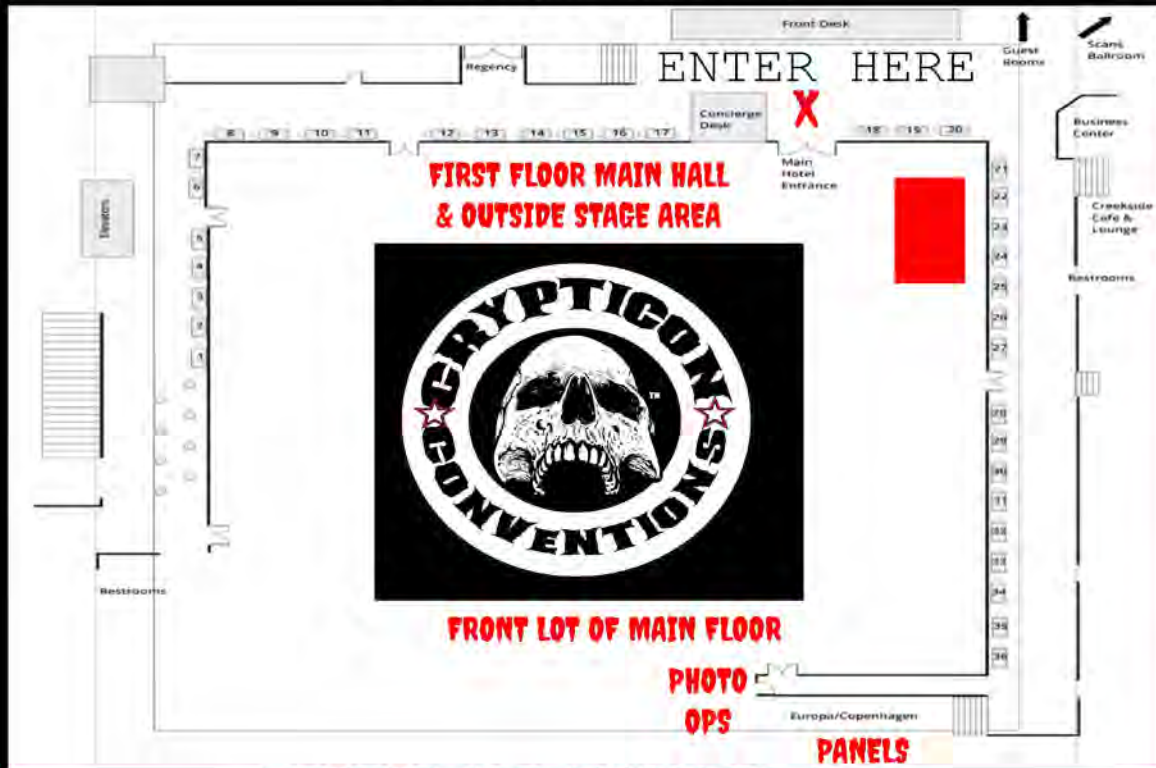 Front Desk
Guest
Rooms
Scans
Ballroom
Regency
ENTER HERE
X
Concierge
Desk
Business
Center
8 9 10 11 12 13 14 15 16 17 18 19 20
Main
Hotel
Entrance
FIRST FLOOR MAIN HALL
& OUTSIDE STAGE AREA
7
6
5
4
3
2
1
Elevators
21
22
23
24
25
26
27
28
29
30
31
32
33
34
35
36
Creekside
Cafe &
Lounge
Restrooms
CRYPTICON
CONVENTIONS
TM
Restrooms
FRONT LOT OF MAIN FLOOR
PHOTO
OPS
Europa/Copenhagen
PANELS